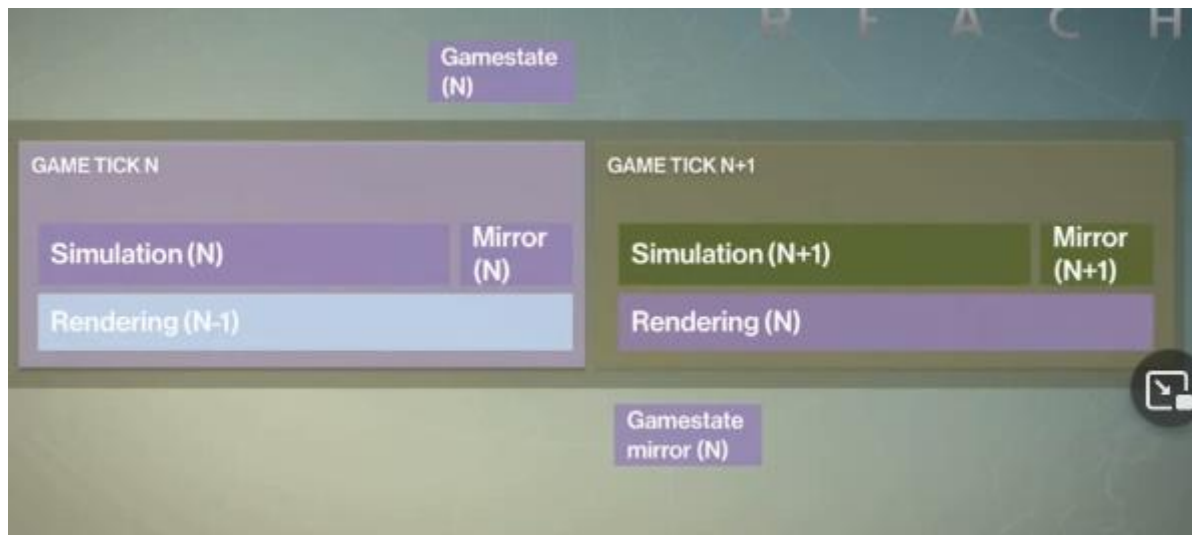 R E A C H
Gamestate
(N)
GAME TICK N
GAME TICK N+1
Simulation (N)
Mirror
(N)
Simulation (N+1)
Mirror
(N+1)
Rendering (N-1)
Rendering (N)
Gamestate
mirror (N)